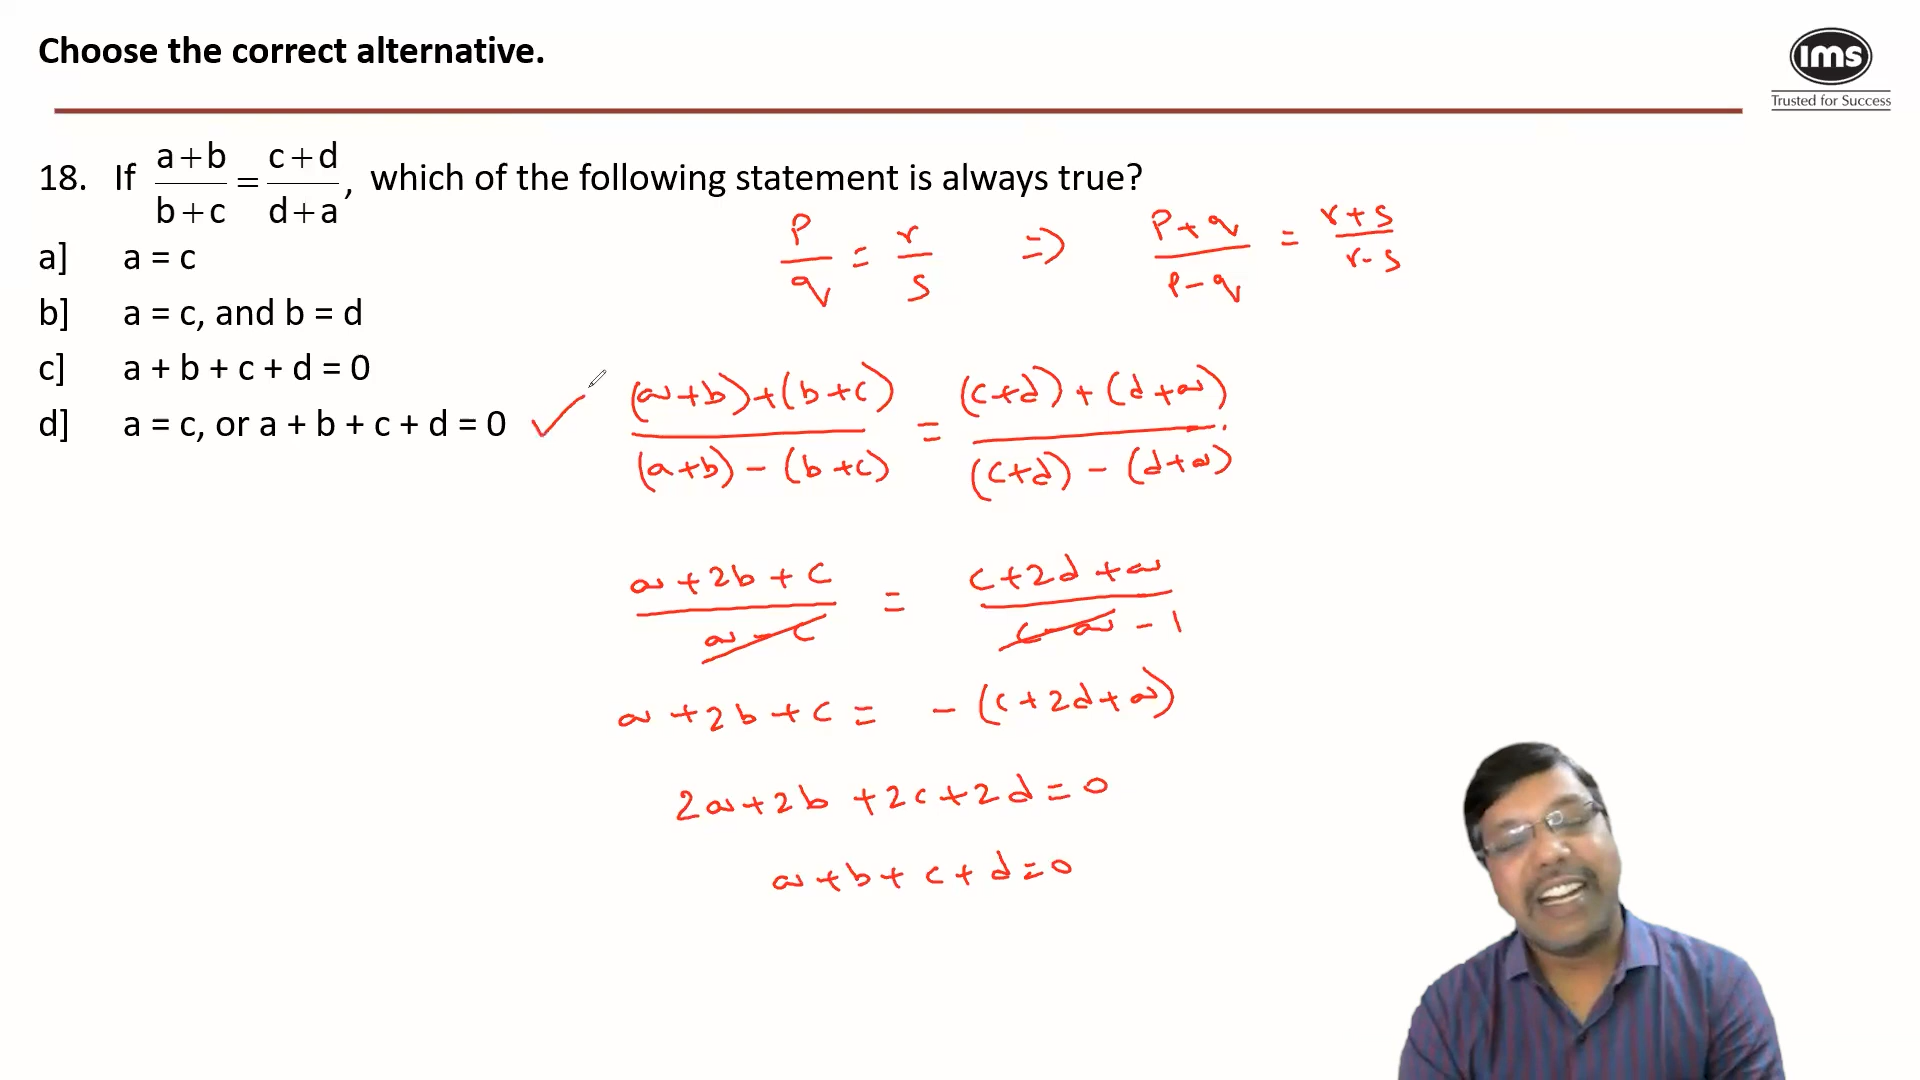 Choose the correct alternative.
ims
Trusted for Success
18. If (a+b)/(b+c) = (c+d)/(d+a), which of the following statement is always true?
a] a = c
b] a = c, and b = d
c] a + b + c + d = 0
d] a = c, or a + b + c + d = 0 ✓
p/q = r/s => (p+q)/(p-q) = (r+s)/(r-s)
((a+b)+(b+c))/((a+b)-(b+c)) = ((c+d)+(d+a))/((c+d)-(d+a))
(a+2b+c)/(a-c) = (c+2d+a)/(c-a) -1
a+2b+c = -(c+2d+a)
2a+2b+2c+2d=0
a+b+c+d=0